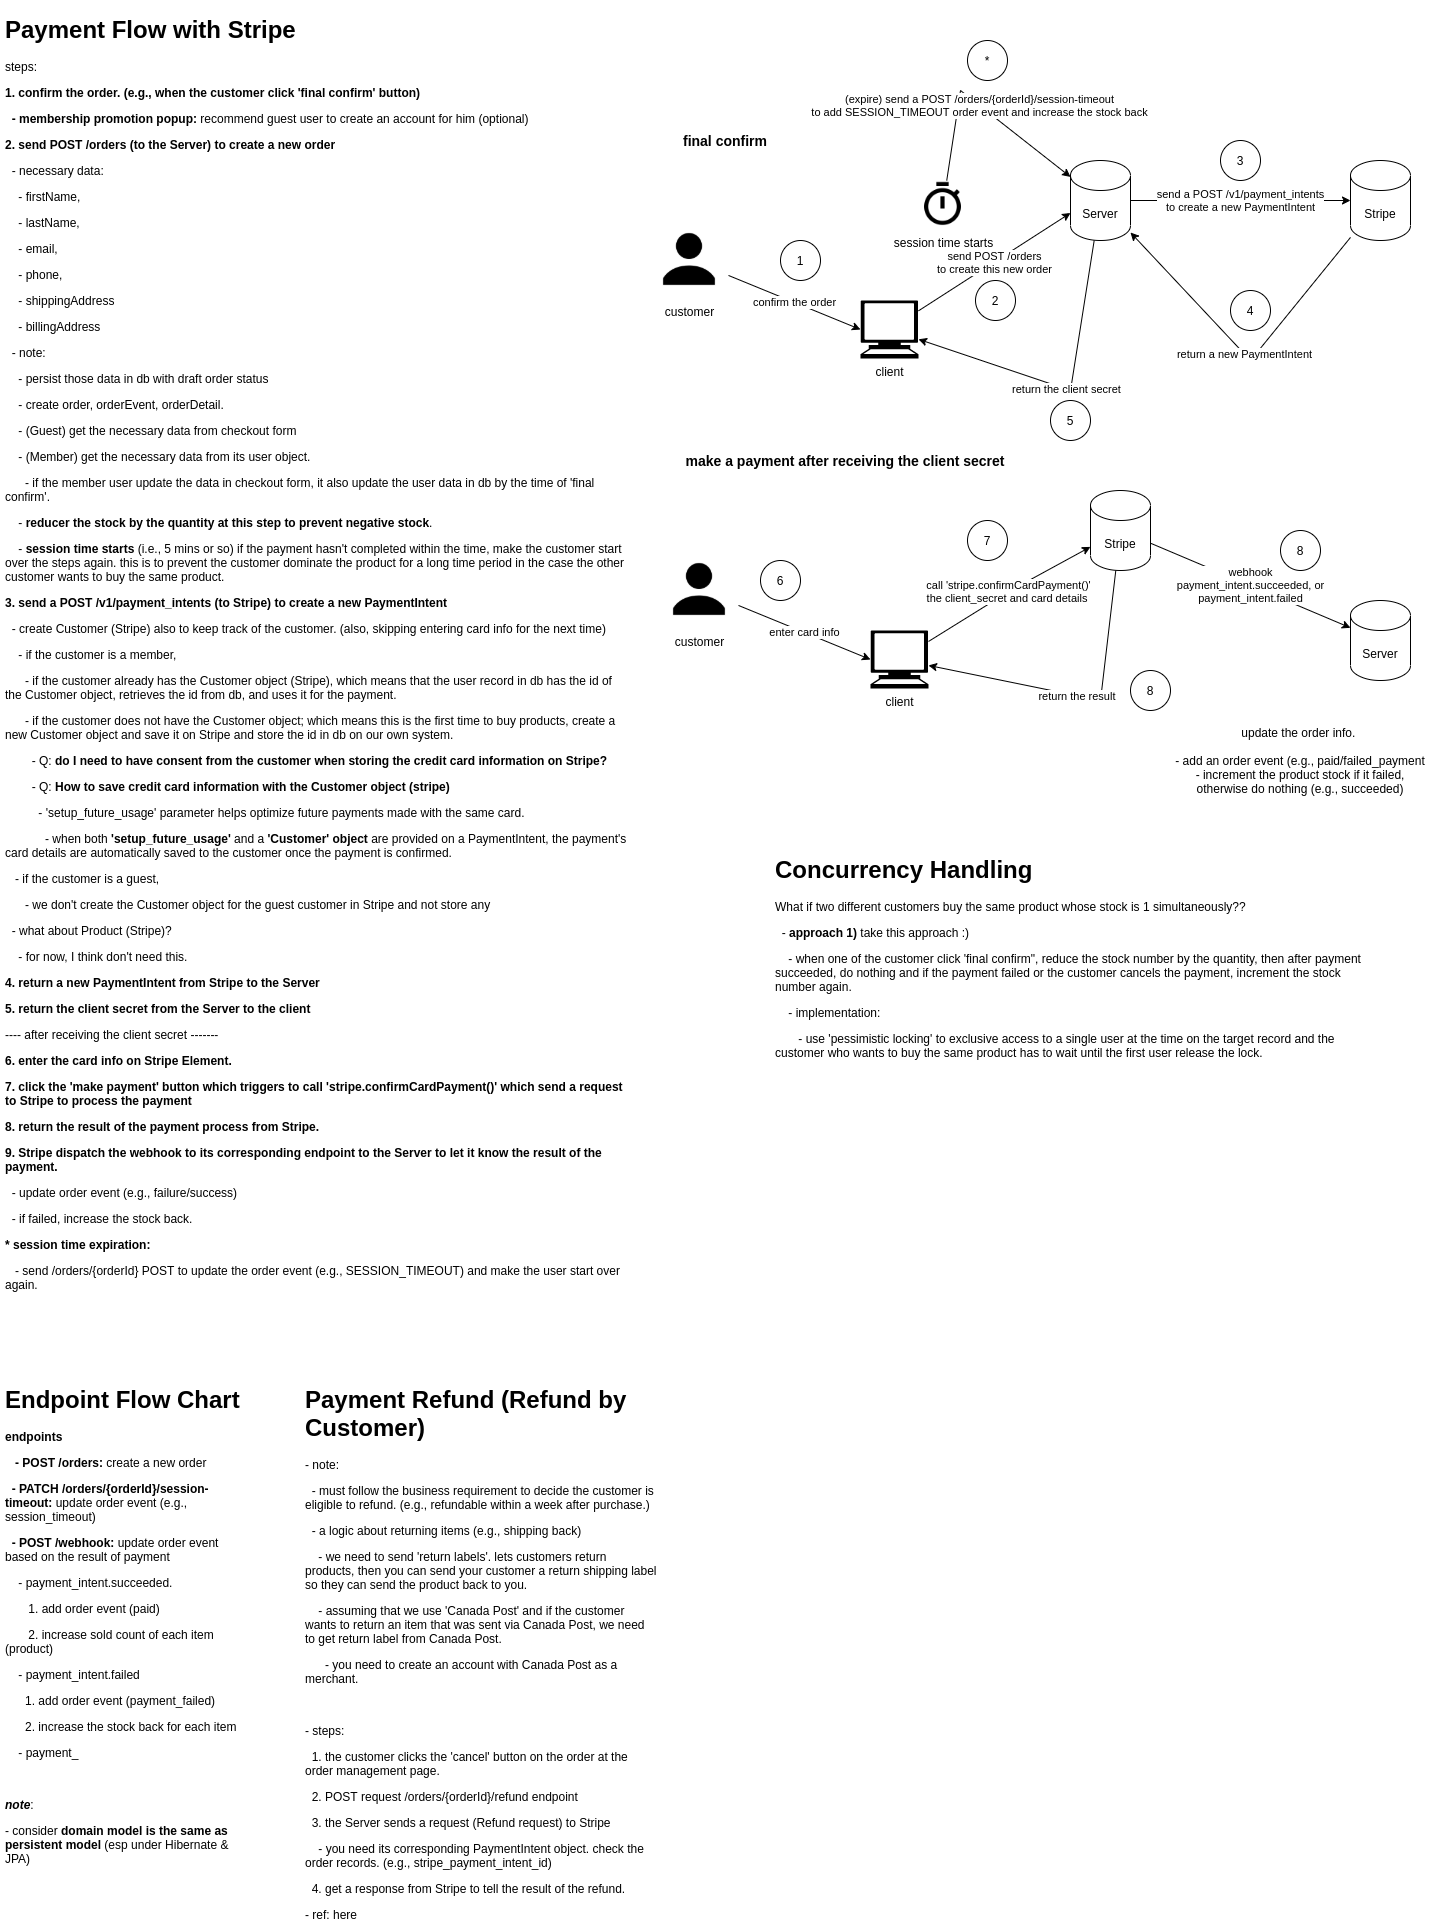 Payment Flow with Stripe
steps:
1. confirm the order. (e.g., when the customer click 'final confirm' button)
- membership promotion popup: recommend guest user to create an account for him (optional)
2. send POST /orders (to the Server) to create a new order
- necessary data:
- firstName,
- lastName,
- email,
- phone,
- shippingAddress
- billingAddress
- note:
- persist those data in db with draft order status
- create order, orderEvent, orderDetail.
- (Guest) get the necessary data from checkout form
- (Member) get the necessary data from its user object.
- if the member user update the data in checkout form, it also update the user data in db by the time of 'final
confirm'.
- reducer the stock by the quantity at this step to prevent negative stock.
- session time starts (i.e., 5 mins or so) if the payment hasn't completed within the time, make the customer start
over the steps again. this is to prevent the customer dominate the product for a long time period in the case the other
customer wants to buy the same product.
3. send a POST /v1/payment_intents (to Stripe) to create a new PaymentIntent
- create Customer (Stripe) also to keep track of the customer. (also, skipping entering card info for the next time)
- if the customer is a member,
- if the customer already has the Customer object (Stripe), which means that the user record in db has the id of
the Customer object, retrieves the id from db, and uses it for the payment.
- if the customer does not have the Customer object; which means this is the first time to buy products, create a
new Customer object and save it on Stripe and store the id in db on our own system.
- Q: do I need to have consent from the customer when storing the credit card information on Stripe?
- Q: How to save credit card information with the Customer object (stripe)
- 'setup_future_usage' parameter helps optimize future payments made with the same card.
- when both 'setup_future_usage' and a 'Customer' object are provided on a PaymentIntent, the payment's
card details are automatically saved to the customer once the payment is confirmed.
- if the customer is a guest,
- we don't create the Customer object for the guest customer in Stripe and not store any
- what about Product (Stripe)?
- for now, I think don't need this.
4. return a new PaymentIntent from Stripe to the Server
5. return the client secret from the Server to the client
---- after receiving the client secret -------
6. enter the card info on Stripe Element.
7. click the 'make payment' button which triggers to call 'stripe.confirmCardPayment()' which send a request
to Stripe to process the payment
8. return the result of the payment process from Stripe.
9. Stripe dispatch the webhook to its corresponding endpoint to the Server to let it know the result of the
payment.
- update order event (e.g., failure/success)
- if failed, increase the stock back.
* session time expiration:
- send /orders/{orderId} POST to update the order event (e.g., SESSION_TIMEOUT) and make the user start over
again.
*
(expire) send a POST /orders/{orderId}/session-timeout
to add SESSION_TIMEOUT order event and increase the stock back
final confirm
3
send a POST /v1/payment_intents
to create a new PaymentIntent
Server
Stripe
session time starts
send POST /orders
to create this new order
1
2
4
confirm the order
customer
client
return a new PaymentIntent
return the client secret
5
make a payment after receiving the client secret
7
Stripe
8
webhook
payment_intent.succeeded, or
payment_intent.failed
6
call 'stripe.confirmCardPayment()'
the client_secret and card details
enter card info
customer
Server
client
return the result
8
update the order info.
- add an order event (e.g., paid/failed_payment
- increment the product stock if it failed,
otherwise do nothing (e.g., succeeded)
Concurrency Handling
What if two different customers buy the same product whose stock is 1 simultaneously??
- approach 1) take this approach :)
- when one of the customer click 'final confirm", reduce the stock number by the quantity, then after payment
succeed, do nothing and if the payment failed or the customer cancels the payment, increment the stock
number again.
- implementation:
- use 'pessimistic locking' to exclusive access to a single user at the time on the target record and the
customer who wants to buy the same product has to wait until the first user release the lock.
Endpoint Flow Chart
endpoints
- POST /orders: create a new order
- PATCH /orders/{orderId}/session-
timeout: update order event (e.g.,
session_timeout)
- POST /webhook: update order event
based on the result of payment
- payment_intent.succeeded.
1. add order event (paid)
2. increase sold count of each item
(product)
- payment_intent.failed
1. add order event (payment_failed)
2. increase the stock back for each item
- payment_
note:
- consider domain model is the same as
persistent model (esp under Hibernate &
JPA)
Payment Refund (Refund by
Customer)
- note:
- must follow the business requirement to decide the customer is
eligible to refund. (e.g., refundable within a week after purchase.)
- a logic about returning items (e.g., shipping back)
- we need to send 'return labels'. lets customers return
products, then you can send your customer a return shipping label
so they can send the product back to you.
- assuming that we use 'Canada Post' and if the customer
wants to return an item that was sent via Canada Post, we need
to get return label from Canada Post.
- you need to create an account with Canada Post as a
merchant.
- steps:
1. the customer clicks the 'cancel' button on the order at the
order management page.
2. POST request /orders/{orderId}/refund endpoint
3. the Server sends a request (Refund request) to Stripe
- you need its corresponding PaymentIntent object. check the
order records. (e.g., stripe_payment_intent_id)
4. get a response from Stripe to tell the result of the refund.
- ref: here